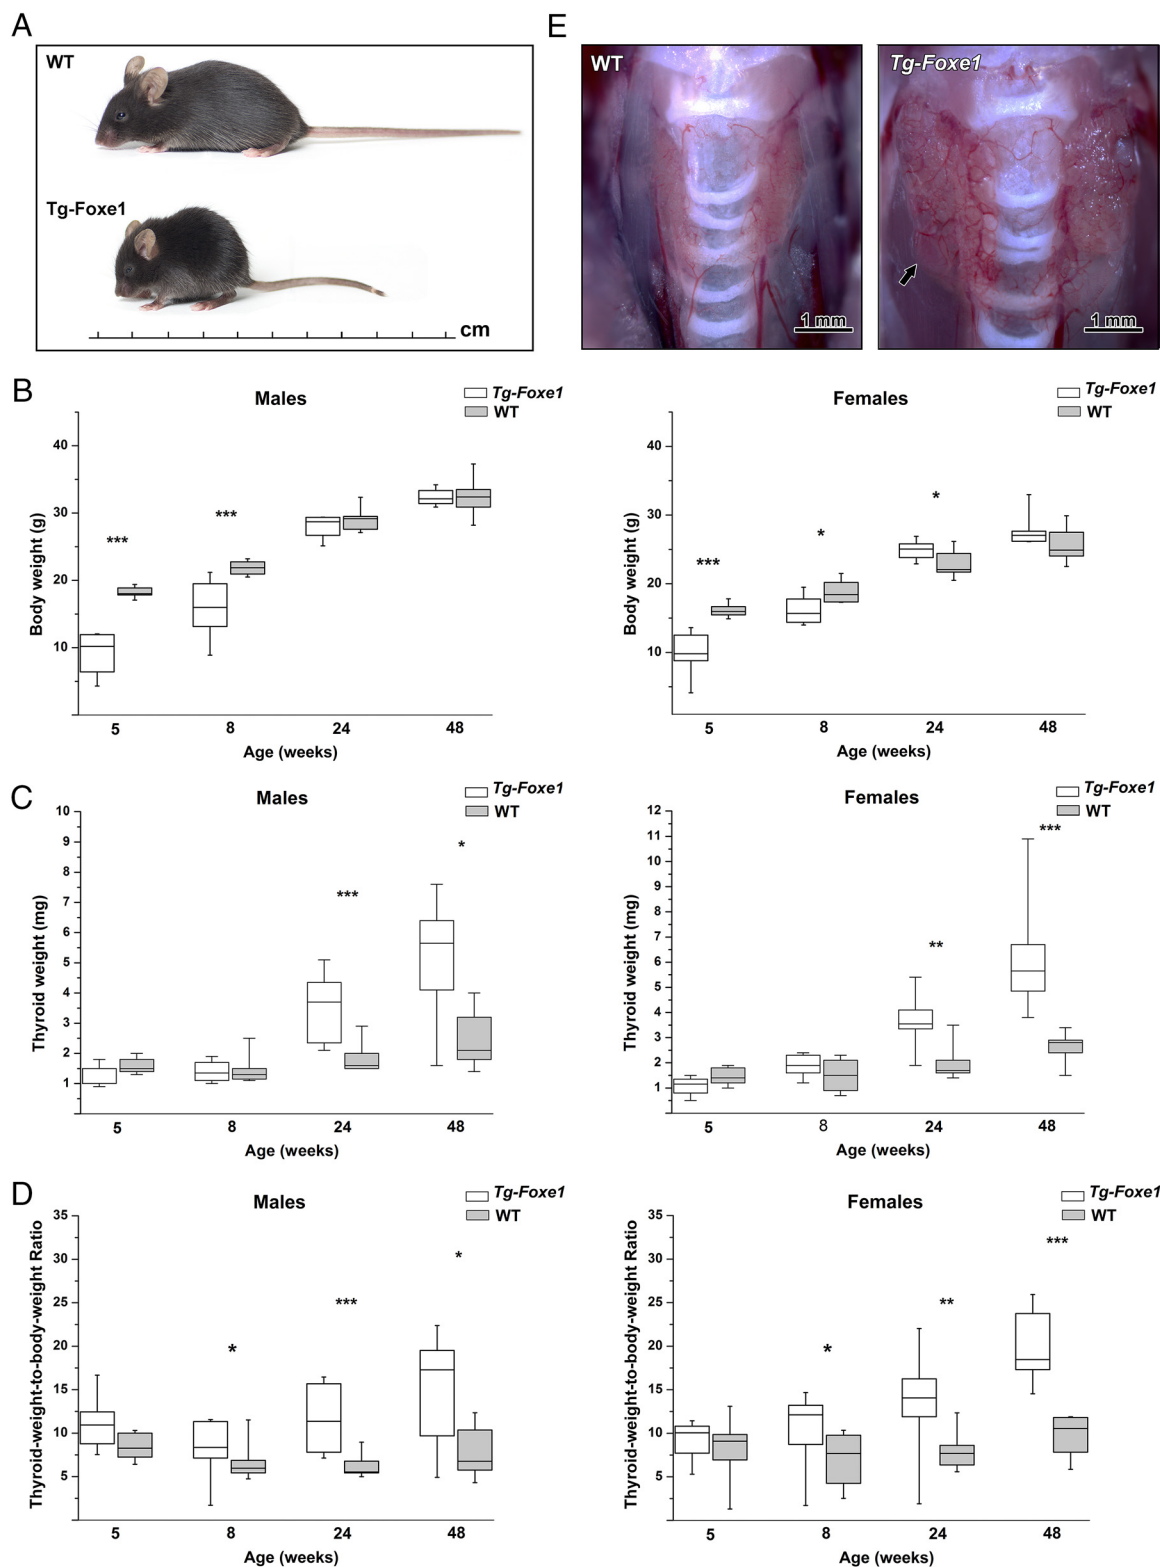 A
WT
Tg-Foxe1
cm
E
WT
Tg-Foxe1
1 mm
1 mm
B
Males
Tg-Foxe1
WT
Body weight (g)
40
30
20
10
***
***
5
8
24
48
Age (weeks)
Females
Tg-Foxe1
WT
Body weight (g)
40
30
20
10
***
*
*
5
8
24
48
Age (weeks)
C
Males
Tg-Foxe1
WT
Thyroid weight (mg)
10
9
8
7
6
5
4
3
2
1
***
*
5
8
24
48
Age (weeks)
Females
Tg-Foxe1
WT
Thyroid weight (mg)
12
11
10
9
8
7
6
5
4
3
2
1
**
***
5
8
24
48
Age (weeks)
D
Males
Tg-Foxe1
WT
Thyroid-weight-to-body-weight Ratio
35
30
25
20
15
10
5
*
***
*
5
8
24
48
Age (weeks)
Females
Tg-Foxe1
WT
Thyroid-weight-to-body-weight Ratio
35
30
25
20
15
10
5
*
**
***
5
8
24
48
Age (weeks)